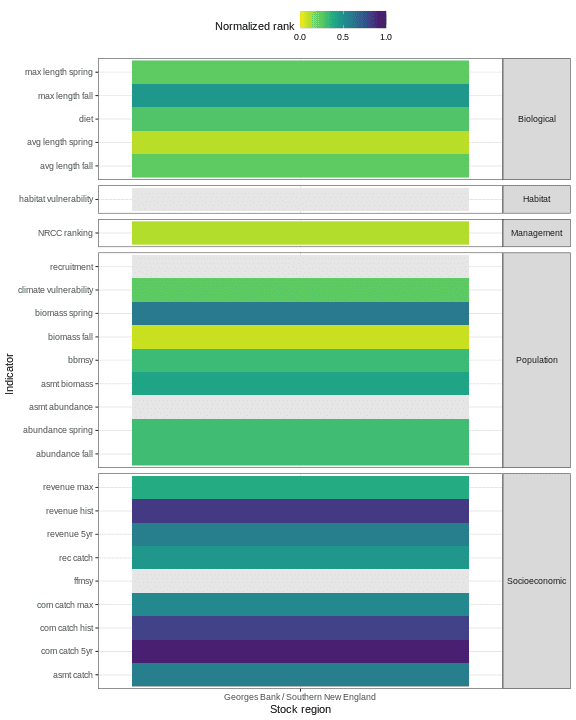 Normalized rank
0.0 0.5 1.0
max length spring
max length fall
diet
avg length spring
avg length fall
Biological
habitat vulnerability
Habitat
NRCC ranking
Management
recruitment
climate vulnerability
biomass spring
biomass fall
bbmsy
asmt biomass
asmt abundance
abundance spring
abundance fall
Population
revenue max
revenue hist
revenue 5yr
rec catch
ffmsy
com catch max
com catch hist
com catch 5yr
asmt catch
Socioeconomic
Indicator
Georges Bank / Southern New England
Stock region